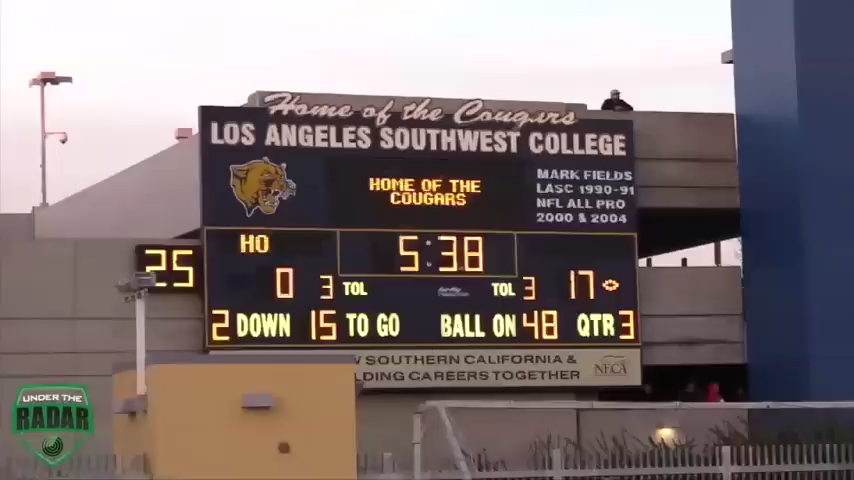 Home of the Cougars
LOS ANGELES SOUTHWEST COLLEGE
HOME OF THE
COUGARS
MARK FIELDS
LASC 1990-91
NFL ALL PRO
2000 & 2004
HO
5:38
25
0 3 TOL
TOL 3 17
2 DOWN 15 TO GO BALL ON 48 QTR 3
SOUTHERN CALIFORNIA &
LDING CAREERS TOGETHER
NECA
UNDER THE
RADAR